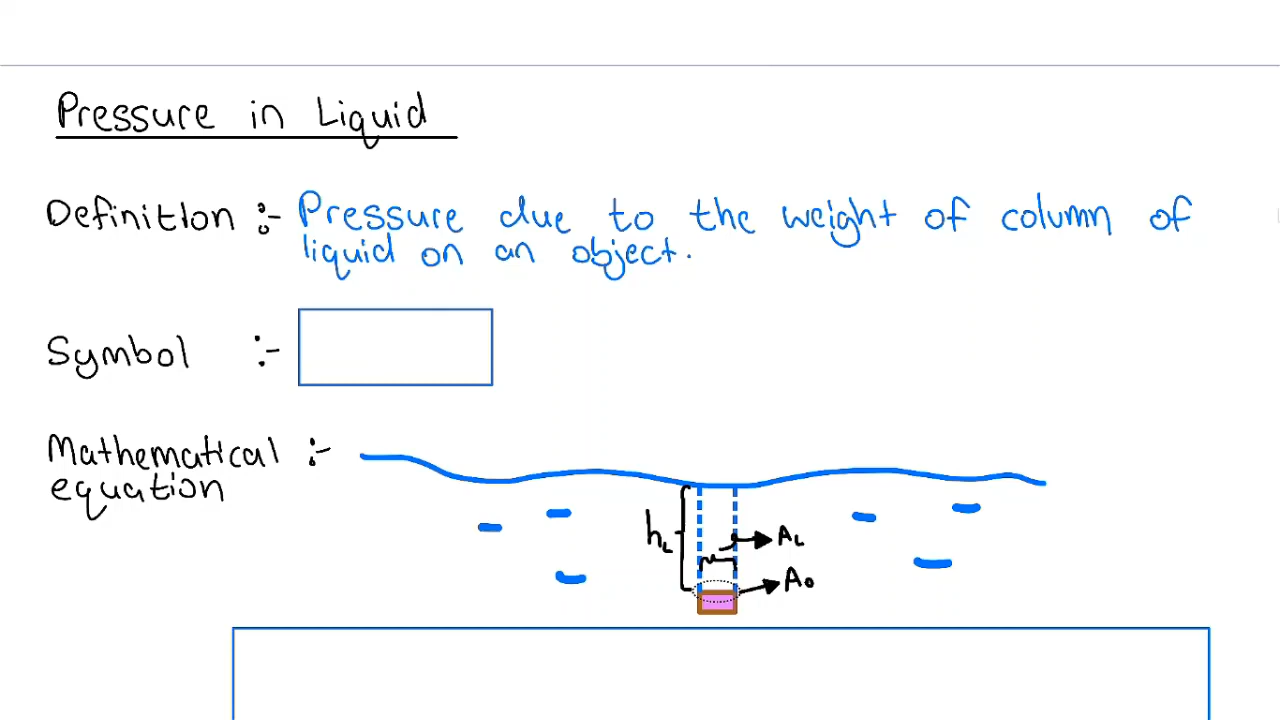 Pressure in Liquid
Definition :- Pressure due to the weight of column of
liquid on an object.
Symbol :-
Mathematical :-
equation
hL
AL
Ao